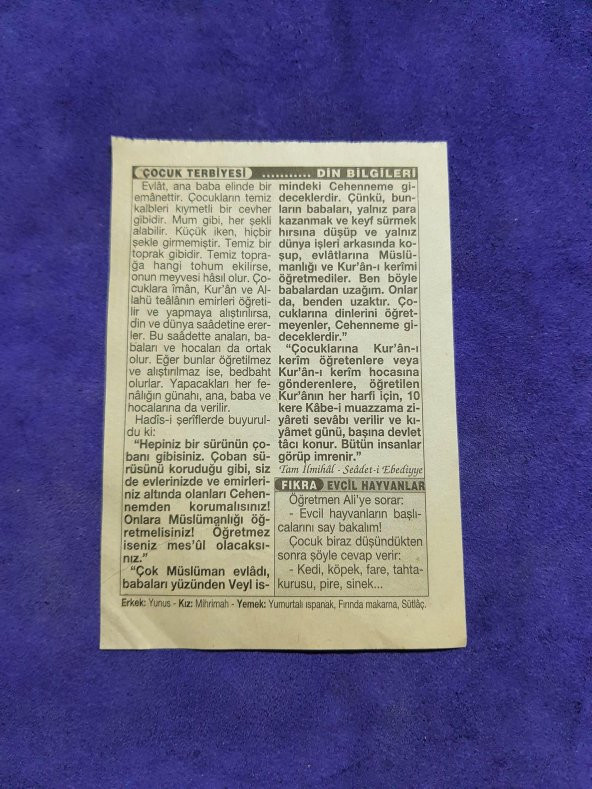 ÇOCUK TERBİYESİ ........... DİN BİLGİLERİ
Evlât, ana baba elinde bir
emânettir. Çocukların temiz
kalbleri kıymetli bir cevher
gibidir. Mum gibi, her şekli
alabilir. Küçük iken, hiçbir
şekle girmemiştir. Temiz bir
toprak gibidir. Temiz topra-
ğa hangi tohum ekilirse,
onun meyvesi hâsıl olur. Ço-
cuklara îmân, Kur'ân ve Al-
lahü teâlânın emirleri öğreti-
lir ve yapmaya alıştırılırsa,
din ve dünya saâdetine erer-
ler. Bu saâdette anaları, ba-
baları ve hocaları da ortak
olur. Eğer bunlar öğretilmez
ve alıştırılmaz ise, bedbaht
olurlar. Yapacakları her fe-
nâlığın günahı, ana, baba ve
hocalarına da verilir.
Hadîs-i şerîflerde buyurul-
du ki:
“Hepiniz bir sürünün ço-
banı gibisiniz. Çoban sü-
rüsünü koruduğu gibi, siz
de evlerinizde ve emirleri-
niz altında olanları Cehen-
nemden korumalısınız!
Onlara Müslümanlığı öğ-
retmelisiniz! Öğretmez
iseniz mes'ûl olacaksı-
nız.”
“Çok Müslüman evlâdı,
babaları yüzünden Veyl is-
mindeki Cehenneme gi-
deceklerdir. Çünkü, bun-
ların babaları, yalnız para
kazanmak ve keyf sürmek
hırsına düşüp ve yalnız
dünya işleri arkasında ko-
şup, evlâtlarına Müslü-
manlığı ve Kur'ân-ı kerîmi
öğretmediler. Ben böyle
babalardan uzağım. Onlar
da, benden uzaktır. Ço-
cuklarına dinlerini öğret-
meyenler, Cehenneme gi-
deceklerdir.”
“Çocuklarına Kur'ân-ı
kerîm öğretenlere veya
Kur'ân-ı kerîm hocasına
gönderenlere, öğretilen
Kur'ânın her harfi için, 10
kere Kâbe-i muazzama zi-
yâreti sevâbı verilir ve kı-
yâmet günü, başına devlet
tâcı konur. Bütün insanlar
görüp imrenir.”
Tam İlmihâl - Seâdet-i Ebediyye
FIKRA EVCİL HAYVANLAR
Öğretmen Ali'ye sorar:
- Evcil hayvanların başlı-
calarını say bakalım!
Çocuk biraz düşündükten
sonra şöyle cevap verir:
- Kedi, köpek, fare, tahta-
kurusu, pire, sinek...
Erkek: Yunus - Kız: Mihrimah - Yemek: Yumurtalı ıspanak, Fırında makarna, Sütlâç.